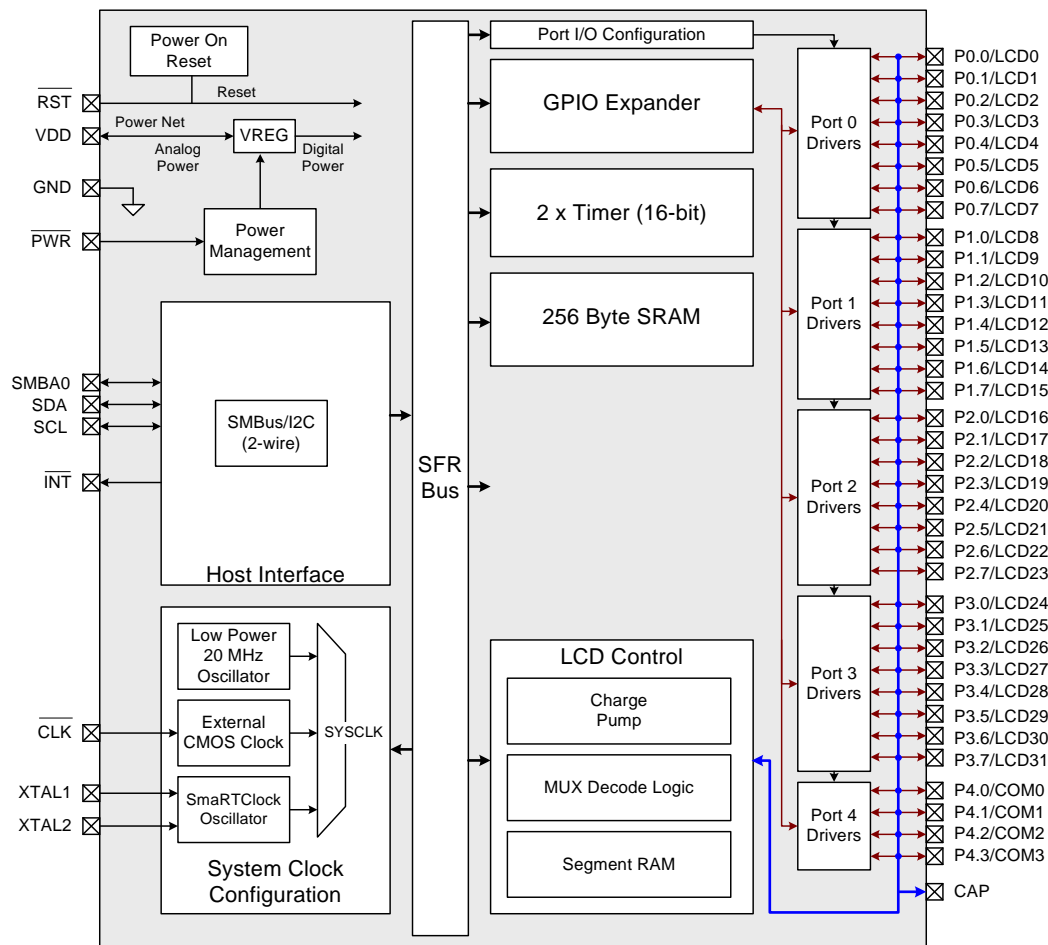 Power On
Reset
Reset
RST
VDD
Power Net
Analog
Power
VREG
Digital
Power
GND
PWR
Power
Management
SMBA0
SDA
SCL
INT
SMBus/I2C
(2-wire)
Host Interface
Low Power
20 MHz
Oscillator
CLK
External
CMOS Clock
SYSCLK
XTAL1
XTAL2
SmaRTClock
Oscillator
System Clock
Configuration
SFR
Bus
Port I/O Configuration
GPIO Expander
2 x Timer (16-bit)
256 Byte SRAM
LCD Control
Charge
Pump
MUX Decode Logic
Segment RAM
Port 0
Drivers
Port 1
Drivers
Port 2
Drivers
Port 3
Drivers
Port 4
Drivers
P0.0/LCD0
P0.1/LCD1
P0.2/LCD2
P0.3/LCD3
P0.4/LCD4
P0.5/LCD5
P0.6/LCD6
P0.7/LCD7
P1.0/LCD8
P1.1/LCD9
P1.2/LCD10
P1.3/LCD11
P1.4/LCD12
P1.5/LCD13
P1.6/LCD14
P1.7/LCD15
P2.0/LCD16
P2.1/LCD17
P2.2/LCD18
P2.3/LCD19
P2.4/LCD20
P2.5/LCD21
P2.6/LCD22
P2.7/LCD23
P3.0/LCD24
P3.1/LCD25
P3.2/LCD26
P3.3/LCD27
P3.4/LCD28
P3.5/LCD29
P3.6/LCD30
P3.7/LCD31
P4.0/COM0
P4.1/COM1
P4.2/COM2
P4.3/COM3
CAP